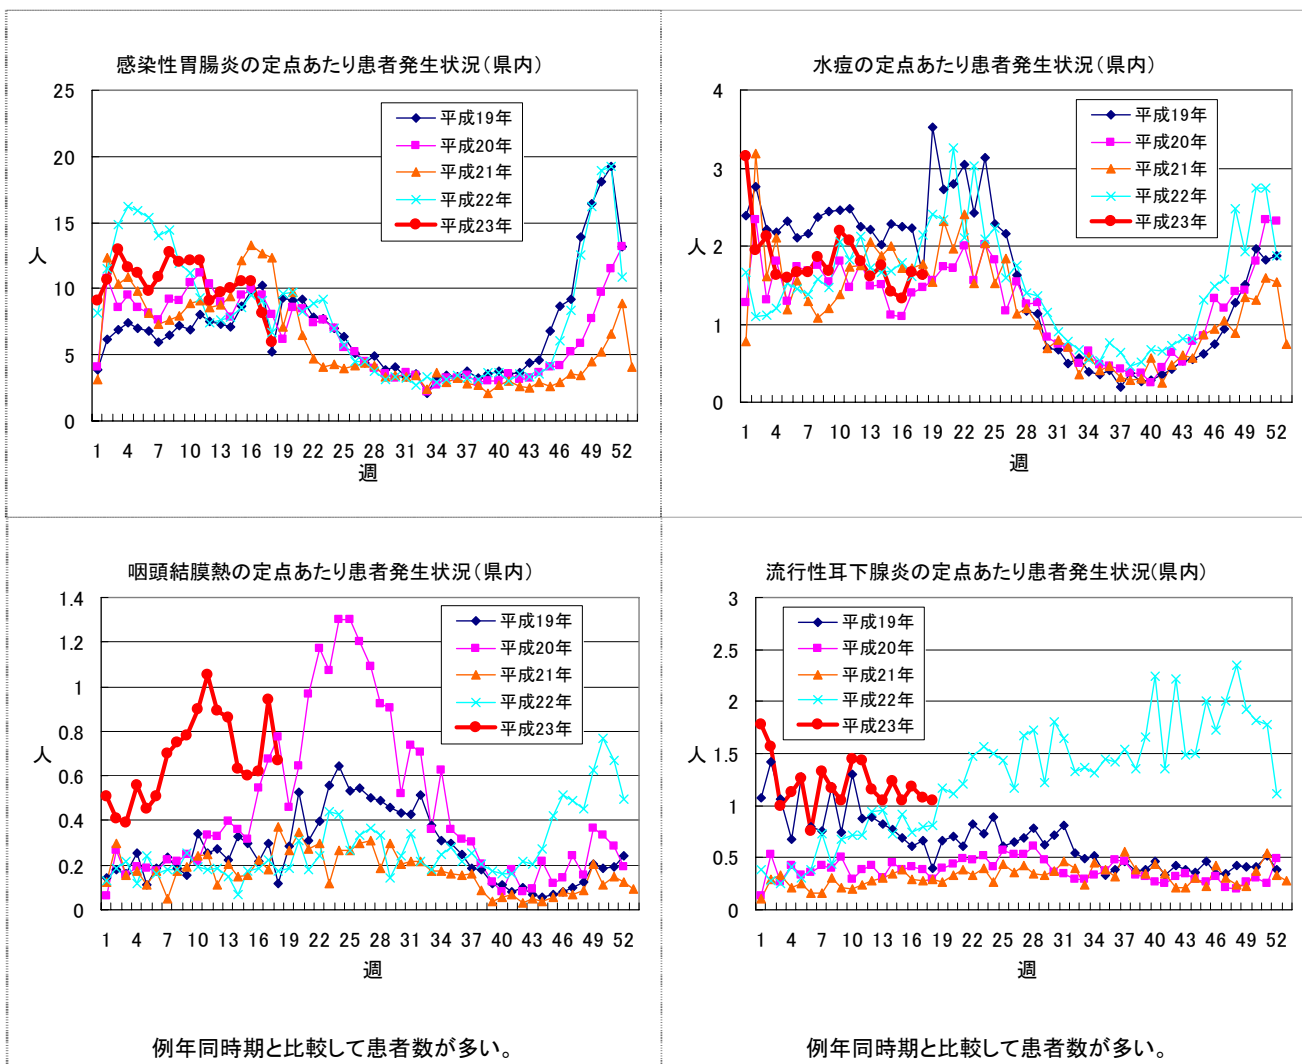 感染性胃腸炎の定点あたり患者発生状況(県内)
25
20
15
10
5
0
人
平成19年
平成20年
平成21年
平成22年
平成23年
1 4 7 10 13 16 19 22 25 28 31 34 37 40 43 46 49 52
週
水痘の定点あたり患者発生状況(県内)
4
3
2
1
0
人
平成19年
平成20年
平成21年
平成22年
平成23年
1 4 7 10 13 16 19 22 25 28 31 34 37 40 43 46 49 52
週
咽頭結膜熱の定点あたり患者発生状況(県内)
1.4
1.2
1
0.8
0.6
0.4
0.2
0
人
平成19年
平成20年
平成21年
平成22年
平成23年
1 4 7 10 13 16 19 22 25 28 31 34 37 40 43 46 49 52
週
例年同時期と比較して患者数が多い。
流行性耳下腺炎の定点あたり患者発生状況(県内)
3
2.5
2
1.5
1
0.5
0
人
平成19年
平成20年
平成21年
平成22年
平成23年
1 4 7 10 13 16 19 22 25 28 31 34 37 40 43 46 49 52
週
例年同時期と比較して患者数が多い。